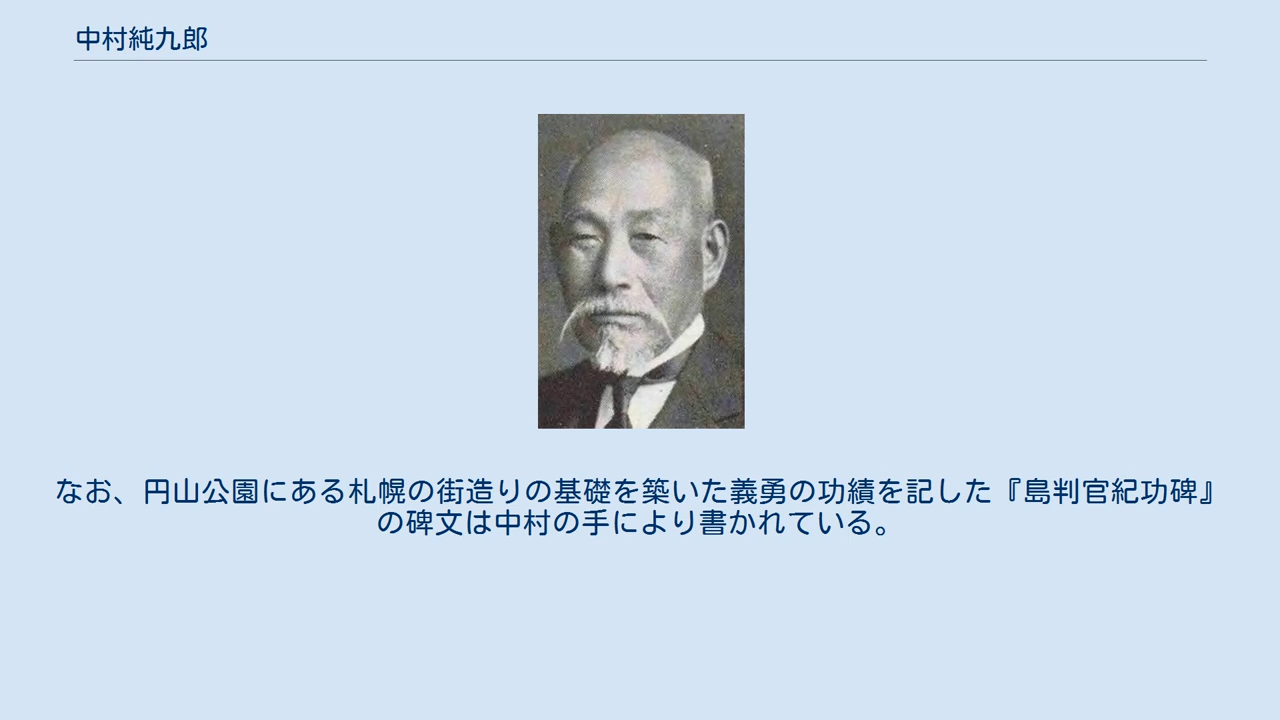 中村純九郎
なお、円山公園にある札幌の街造りの基礎を築いた義勇の功績を記した『島判官紀功碑』
の碑文は中村の手により書かれている。